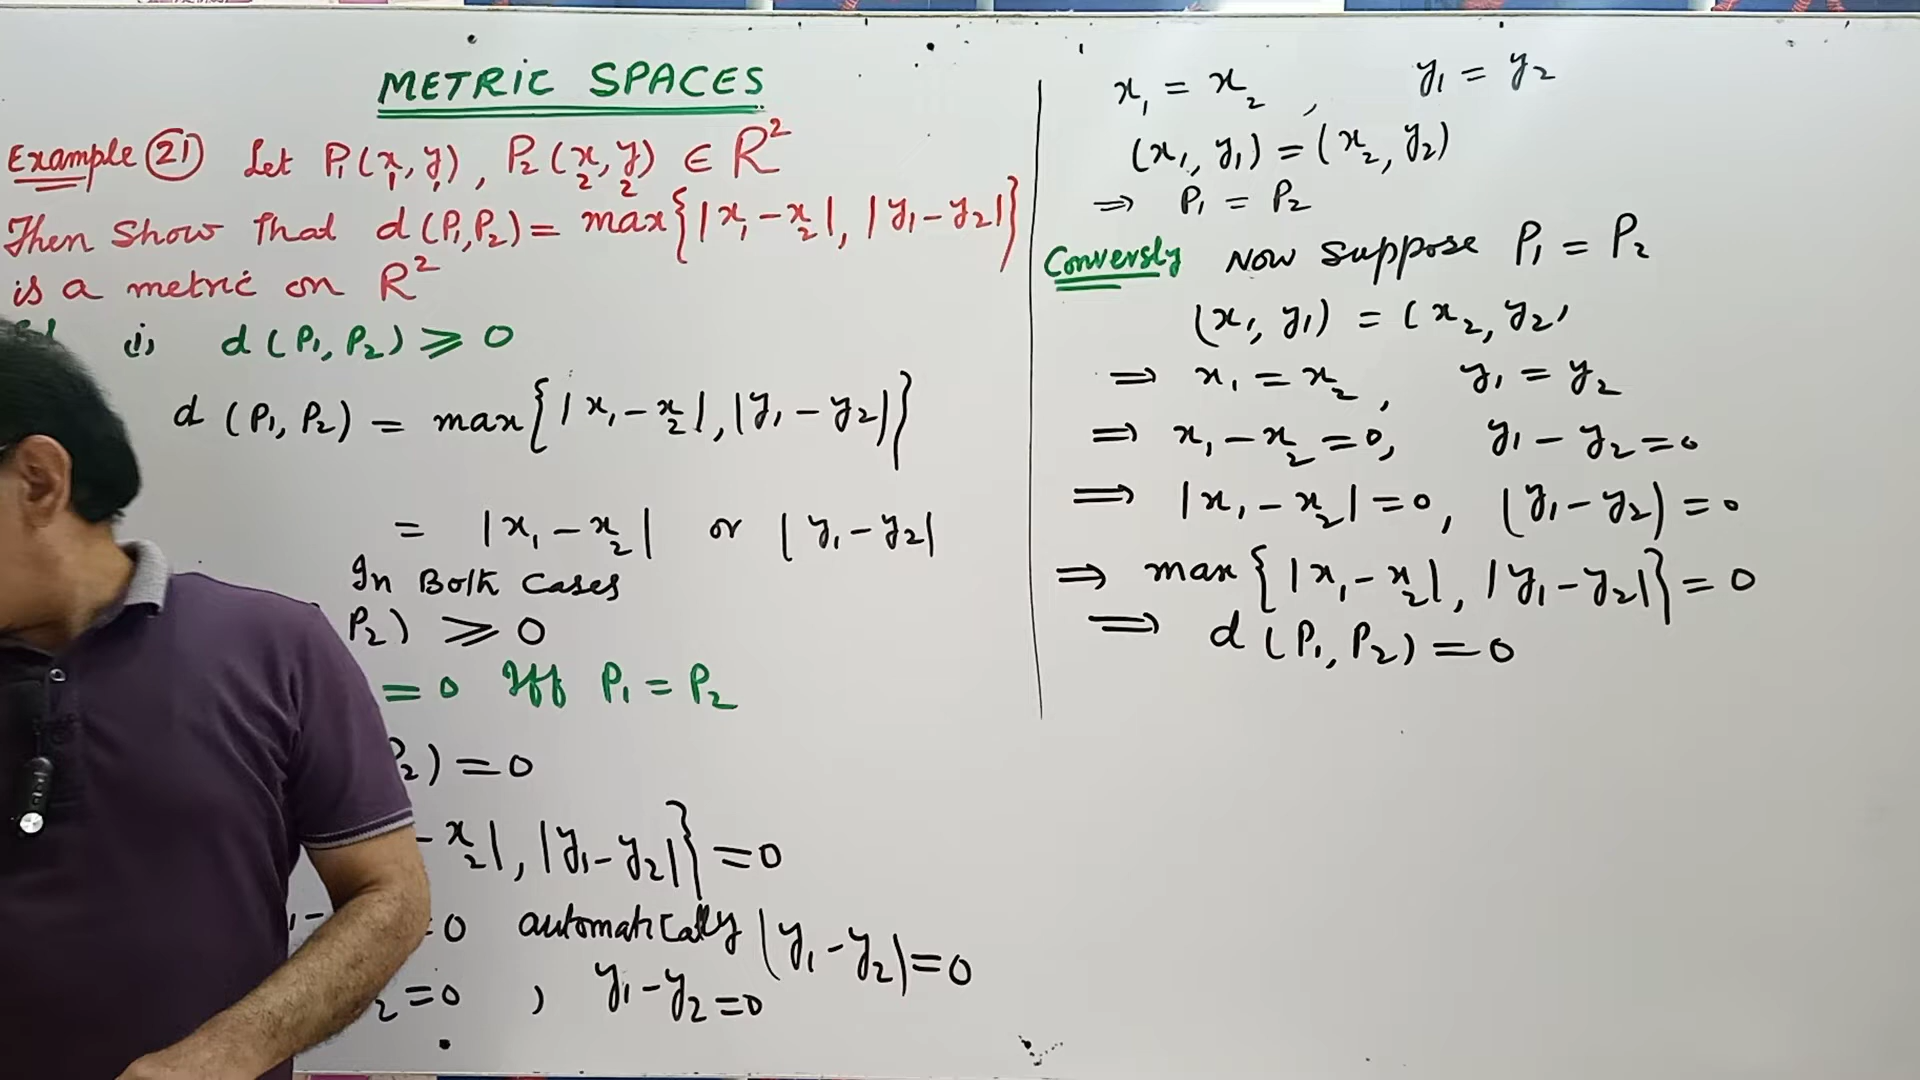 METRIC SPACES
Example (21) Let P₁(x₁, y₁), P₂(x₂, y₂) ∈ R²
Then Show that d(P₁,P₂) = max{|x₁-x₂|, |y₁-y₂|}
is a metric on R²
(i) d(P₁, P₂) ⩾ 0
d(P₁, P₂) = max{|x₁-x₂|, |y₁-y₂|}
= |x₁-x₂| or |y₁-y₂|
In Both Cases
P₂) ⩾ 0
= 0 Iff P₁ = P₂
P₂) = 0
- x₂|, |y₁-y₂|} = 0
= 0 automatically |y₁-y₂| = 0
₂ = 0 , y₁-y₂=0
x₁ = x₂ , y₁ = y₂
(x₁, y₁) = (x₂, y₂)
⇒ P₁ = P₂
Conversly Now suppose P₁ = P₂
(x₁, y₁) = (x₂, y₂)
⇒ x₁ = x₂ , y₁ = y₂
⇒ x₁-x₂ = 0, y₁-y₂ = 0
⇒ |x₁-x₂| = 0, |y₁-y₂| = 0
⇒ max{|x₁-x₂|, |y₁-y₂|} = 0
⇒ d(P₁, P₂) = 0